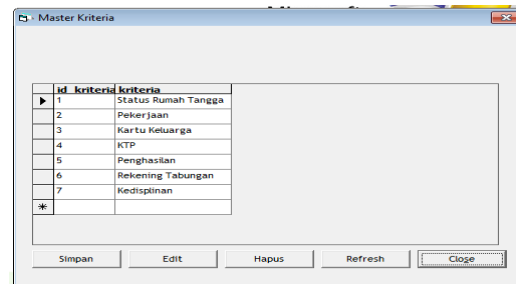 Master Kriteria
id_kriteria kriteria
1 Status Rumah Tangga
2 Pekerjaan
3 Kartu Keluarga
4 KTP
5 Penghasilan
6 Rekening Tabungan
7 Kedisplinan
Simpan Edit Hapus Refresh Close